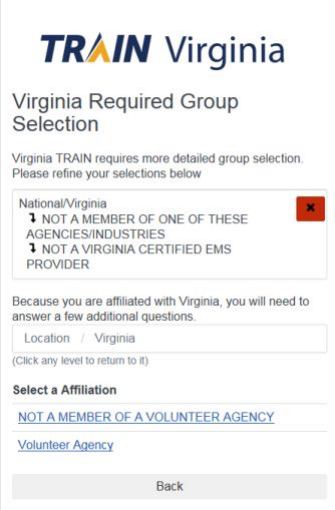 TRAIN Virginia
Virginia Required Group
Selection
Virginia TRAIN requires more detailed group selection.
Please refine your selections below
National/Virginia
↴ NOT A MEMBER OF ONE OF THESE
AGENCIES/INDUSTRIES
↴ NOT A VIRGINIA CERTIFIED EMS
PROVIDER
✖
Because you are affiliated with Virginia, you will need to
answer a few additional questions.
Location / Virginia
(Click any level to return to it)
Select a Affiliation
NOT A MEMBER OF A VOLUNTEER AGENCY
Volunteer Agency
Back